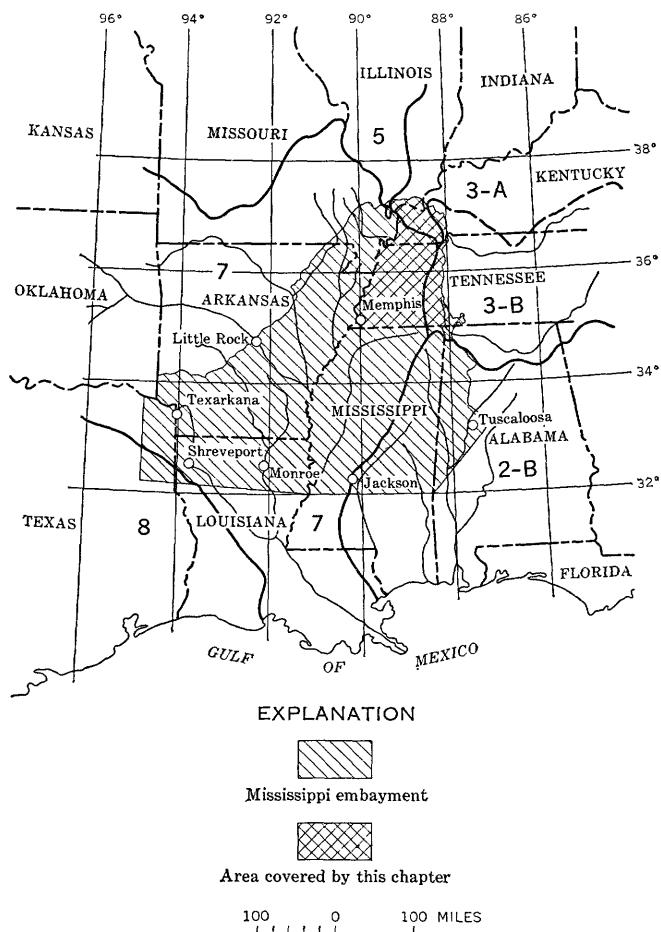 96° 94° 92° 90° 88° 86°
ILLINOIS
INDIANA
KANSAS
MISSOURI
5
38°
3-A
KENTUCKY
36°
7
OKLAHOMA
ARKANSAS
TENNESSEE
3-B
Memphis
Little Rock
34°
Texarkana
MISSISSIPPI
Tuscaloosa
ALABAMA
Shreveport
Monroe
Jackson
2-B
32°
TEXAS
8
LOUISIANA
7
FLORIDA
GULF OF MEXICO
EXPLANATION
Mississippi embayment
Area covered by this chapter
100 0 100 MILES